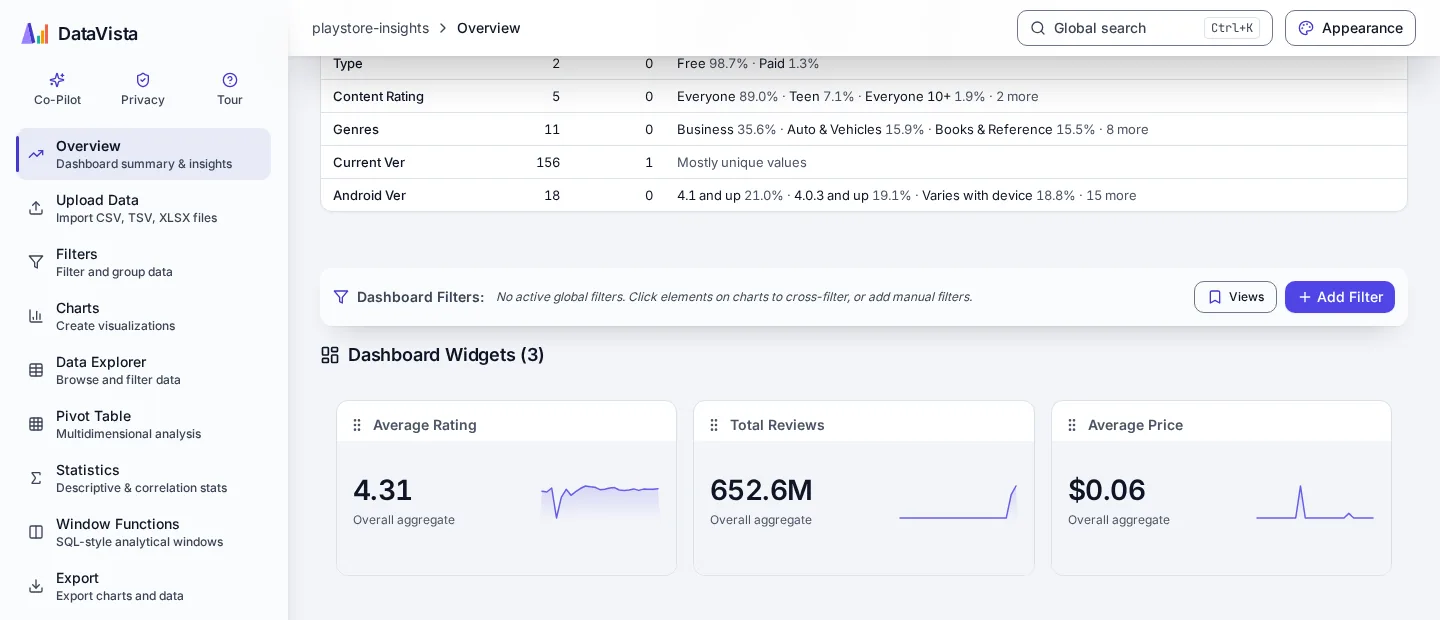 DataVista
Co-Pilot
Privacy
Tour
Overview
Dashboard summary & insights
Upload Data
Import CSV, TSV, XLSX files
Filters
Filter and group data
Charts
Create visualizations
Data Explorer
Browse and filter data
Pivot Table
Multidimensional analysis
Statistics
Descriptive & correlation stats
Window Functions
SQL-style analytical windows
Export
Export charts and data
playstore-insights > Overview
Global search Ctrl+K
Appearance
Type 2 0 Free 98.7% · Paid 1.3%
Content Rating 5 0 Everyone 89.0% · Teen 7.1% · Everyone 10+ 1.9% · 2 more
Genres 11 0 Business 35.6% · Auto & Vehicles 15.9% · Books & Reference 15.5% · 8 more
Current Ver 156 1 Mostly unique values
Android Ver 18 0 4.1 and up 21.0% · 4.0.3 and up 19.1% · Varies with device 18.8% · 15 more
Dashboard Filters: No active global filters. Click elements on charts to cross-filter, or add manual filters.
Views
+ Add Filter
Dashboard Widgets (3)
Average Rating
4.31
Overall aggregate
Total Reviews
652.6M
Overall aggregate
Average Price
$0.06
Overall aggregate